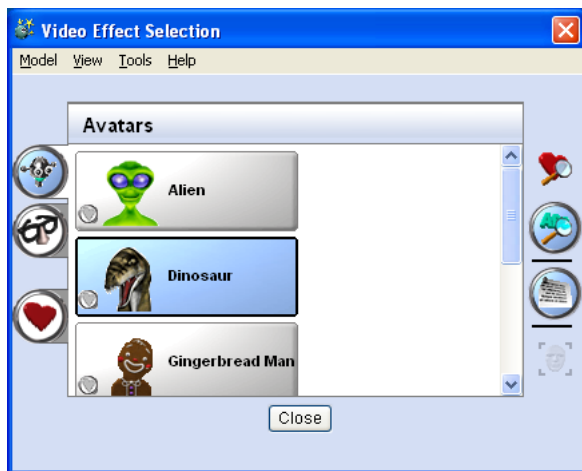 Video Effect Selection
Model View Tools Help
Avatars
Alien
Dinosaur
Gingerbread Man
Close